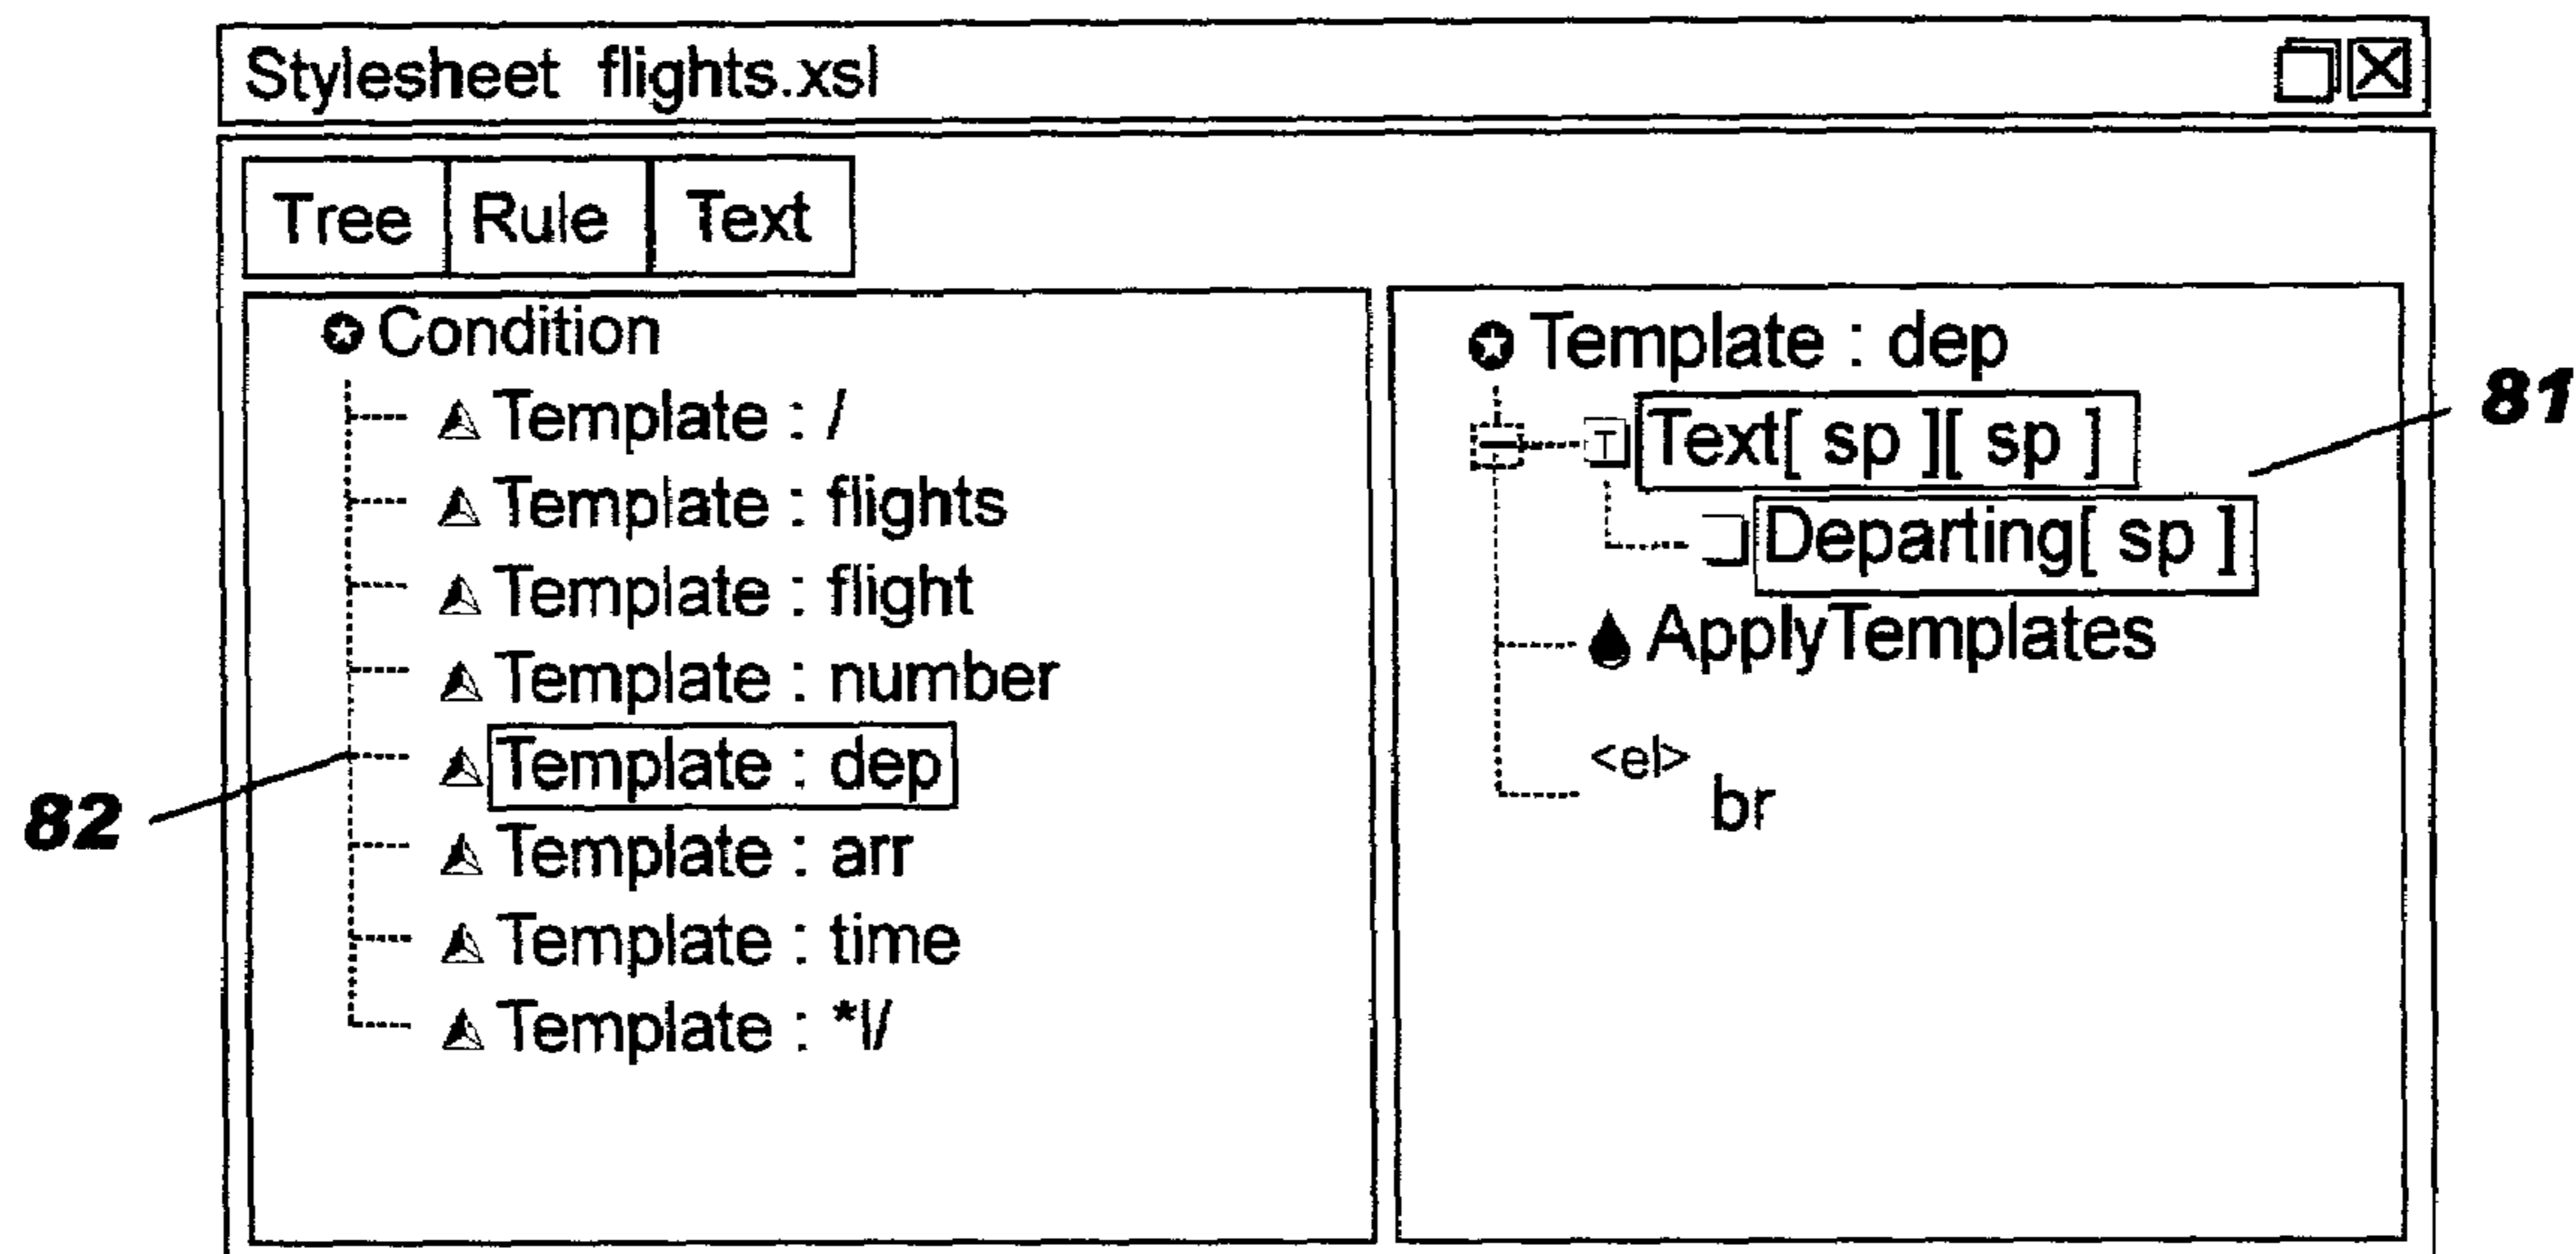 Stylesheet flights.xsl
Tree Rule Text
Condition
Template : /
Template : flights
Template : flight
Template : number
Template : dep
Template : arr
Template : time
Template : *|/
82
Template : dep
T Text[ sp ][ sp ]
Departing[ sp ]
ApplyTemplates
<el> br
81